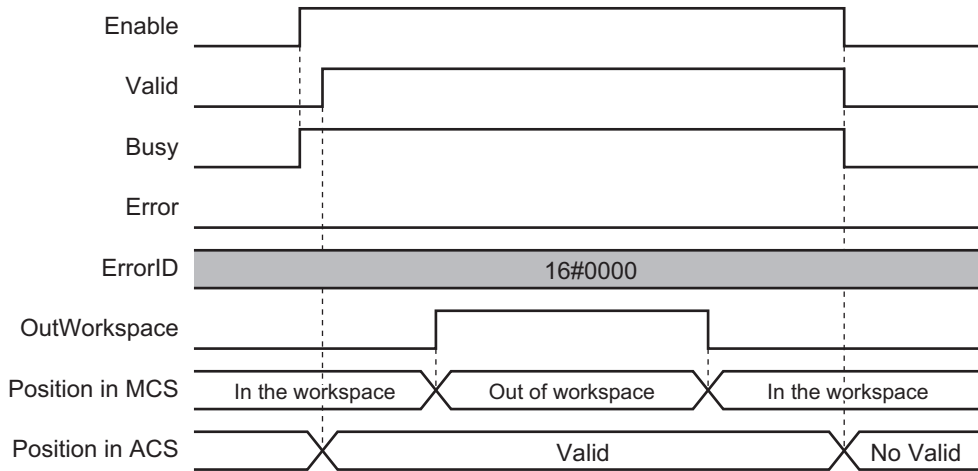 Enable
Valid
Busy
Error
ErrorID 16#0000
OutWorkspace
Position in MCS In the workspace Out of workspace In the workspace
Position in ACS Valid No Valid